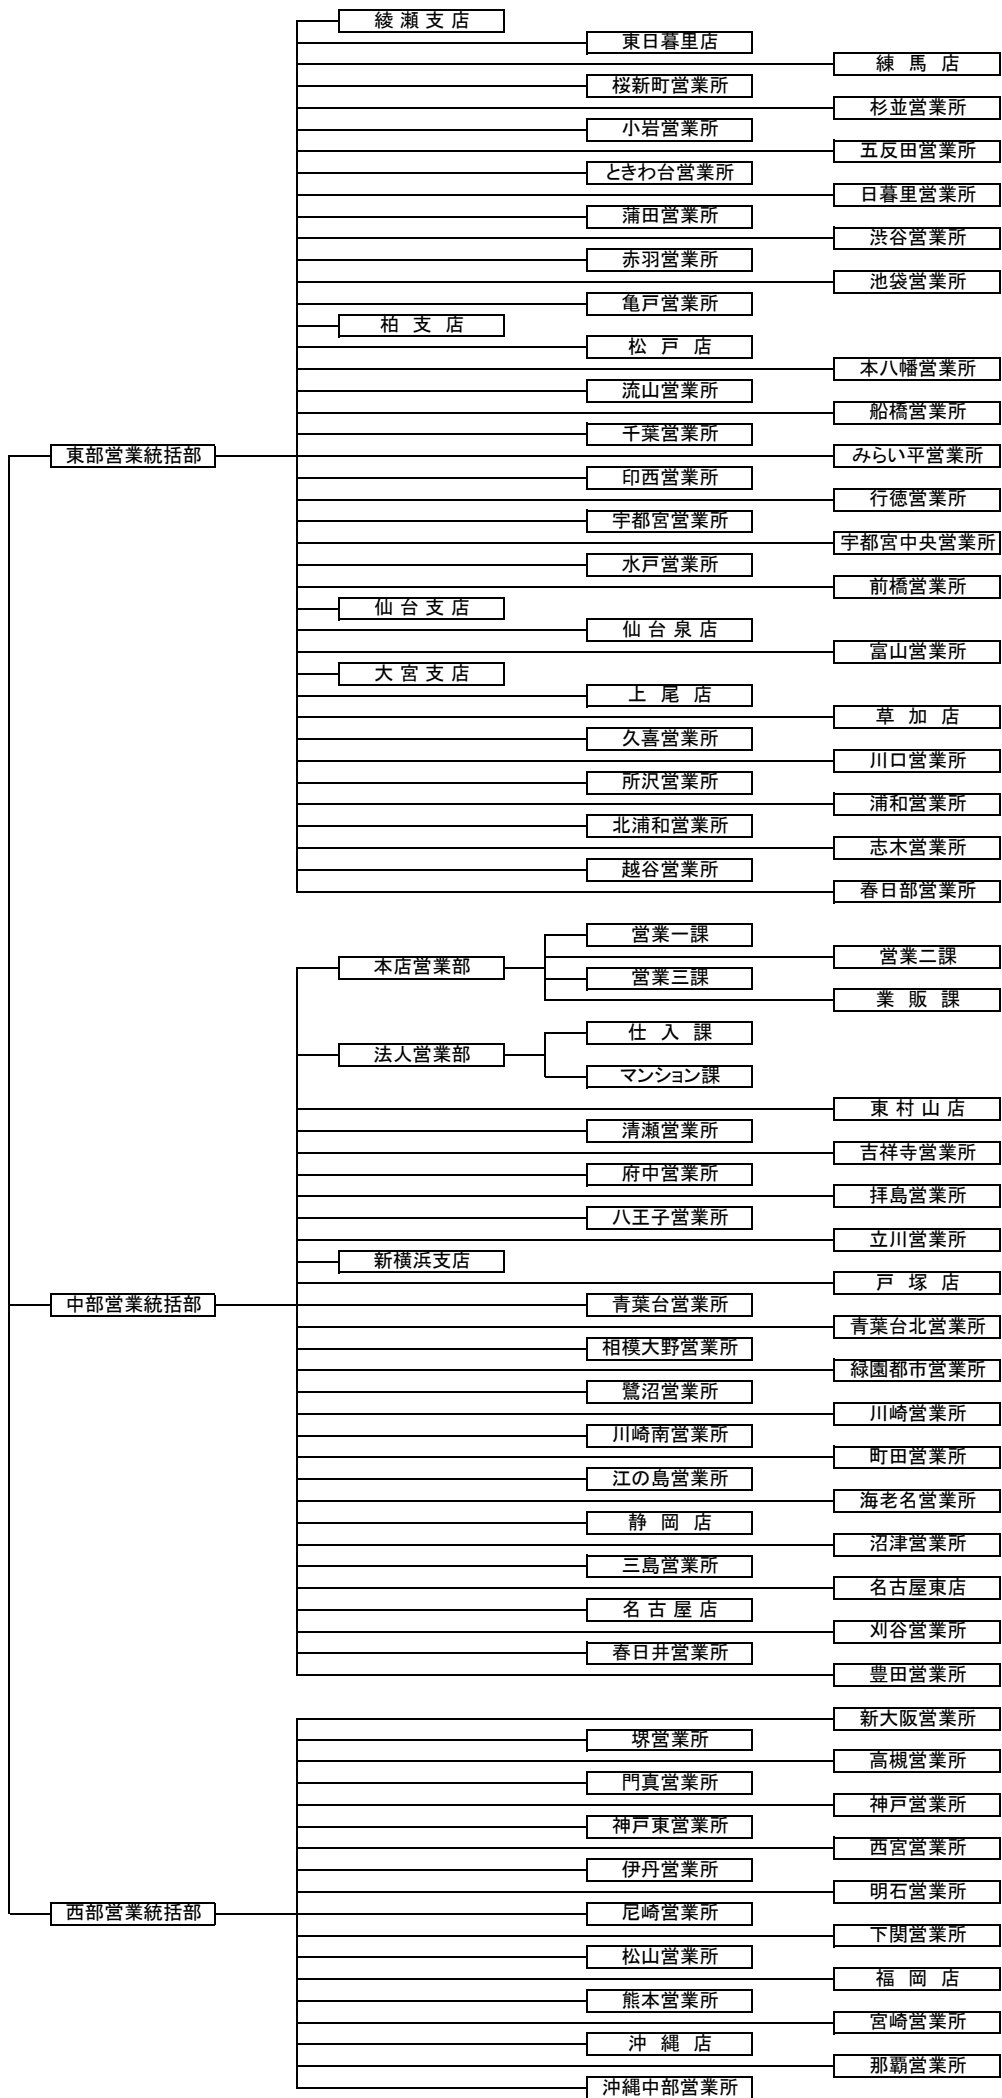 綾瀬支店
東日暮里店
練馬店
桜新町営業所
杉並営業所
小岩営業所
五反田営業所
ときわ台営業所
日暮里営業所
蒲田営業所
渋谷営業所
赤羽営業所
池袋営業所
亀戸営業所
柏支店
松戸店
本八幡営業所
流山営業所
船橋営業所
千葉営業所
東部営業統括部
みらい平営業所
印西営業所
行徳営業所
宇都宮営業所
宇都宮中央営業所
水戸営業所
前橋営業所
仙台支店
仙台泉店
富山営業所
大宮支店
上尾店
草加店
久喜営業所
川口営業所
所沢営業所
浦和営業所
北浦和営業所
志木営業所
越谷営業所
春日部営業所
営業一課
営業二課
本店営業部
営業三課
業販課
仕入課
法人営業部
マンション課
東村山店
清瀬営業所
吉祥寺営業所
府中営業所
拝島営業所
八王子営業所
立川営業所
新横浜支店
戸塚店
中部営業統括部
青葉台営業所
青葉台北営業所
相模大野営業所
緑園都市営業所
鷺沼営業所
川崎営業所
川崎南営業所
町田営業所
江の島営業所
海老名営業所
静岡店
沼津営業所
三島営業所
名古屋東店
名古屋店
刈谷営業所
春日井営業所
豊田営業所
新大阪営業所
堺営業所
高槻営業所
門真営業所
神戸営業所
神戸東営業所
西宮営業所
伊丹営業所
明石営業所
西部営業統括部
尼崎営業所
下関営業所
松山営業所
福岡店
熊本営業所
宮崎営業所
沖縄店
那覇営業所
沖縄中部営業所